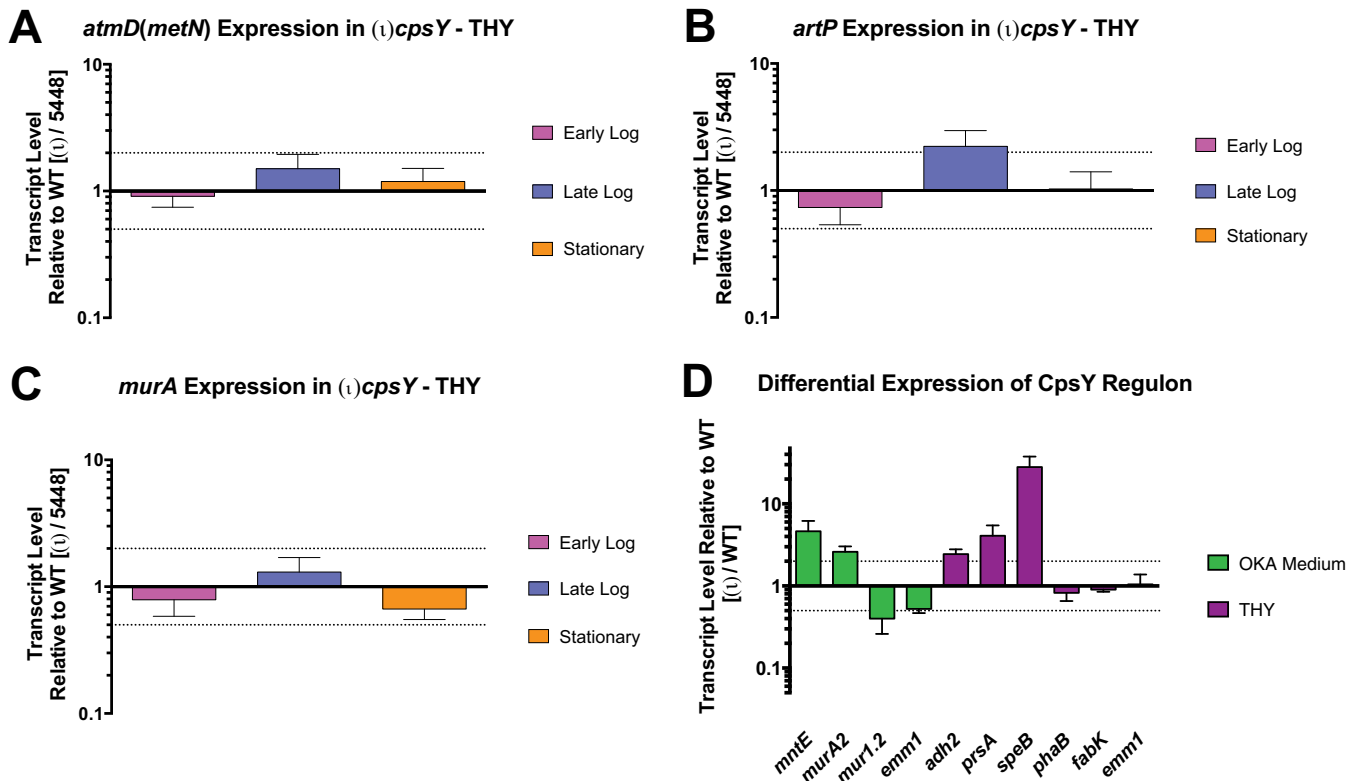 A
atmD(metN) Expression in (ι)cpsY - THY
Transcript Level
Relative to WT [(ι) / 5448]
10
1
0.1
Early Log
Late Log
Stationary
B
artP Expression in (ι)cpsY - THY
Transcript Level
Relative to WT [(ι) / 5448]
10
1
0.1
Early Log
Late Log
Stationary
C
murA Expression in (ι)cpsY - THY
Transcript Level
Relative to WT [(ι) / 5448]
10
1
0.1
Early Log
Late Log
Stationary
D
Differential Expression of CpsY Regulon
Transcript Level Relative to WT
[(ι) / WT]
10
1
0.1
mntE
murA2
mur1.2
emm1
adh2
prsA
speB
phaB
fabK
emm1
OKA Medium
THY